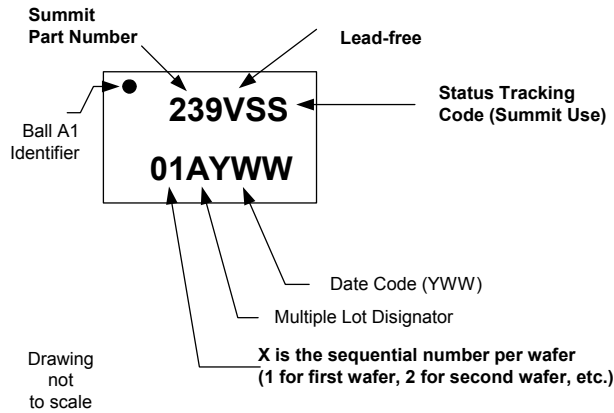 Summit
Part Number
Lead-free
239VSS
Status Tracking
Code (Summit Use)
Ball A1
Identifier
01AYWW
Date Code (YWW)
Multiple Lot Disignator
X is the sequential number per wafer
(1 for first wafer, 2 for second wafer, etc.)
Drawing
not
to scale